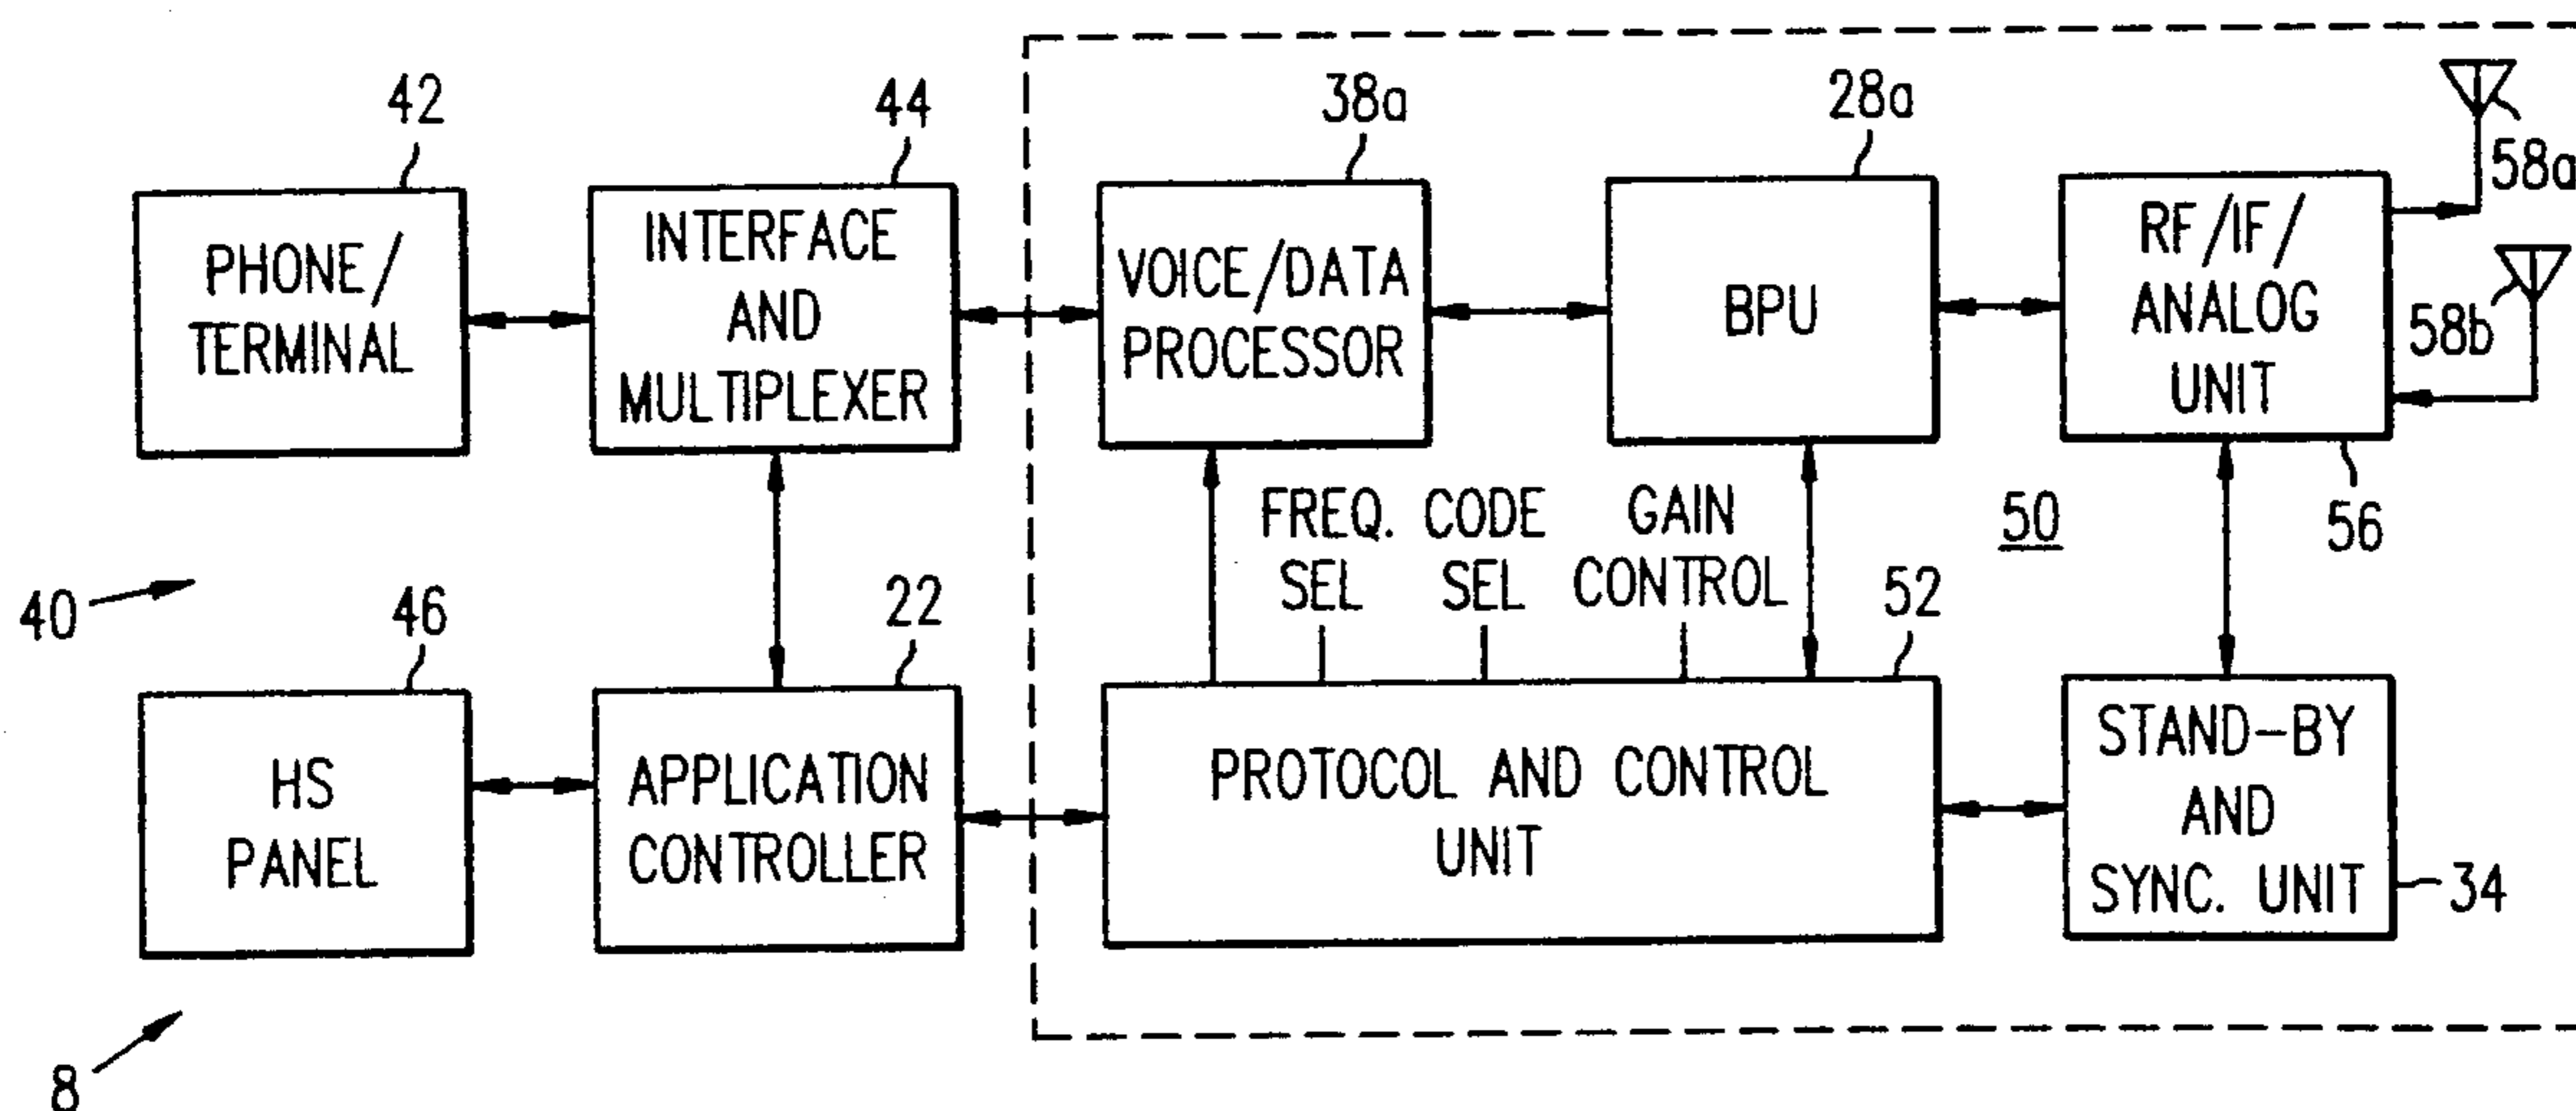 42
44
38a
28a
58a
PHONE/
TERMINAL
INTERFACE
AND
MULTIPLEXER
VOICE/DATA
PROCESSOR
BPU
RF/IF/
ANALOG
UNIT
58b
56
50
FREQ.
SEL
CODE
SEL
GAIN
CONTROL
40
46
22
52
HS
PANEL
APPLICATION
CONTROLLER
PROTOCOL AND CONTROL
UNIT
STAND-BY
AND
SYNC. UNIT
34
8